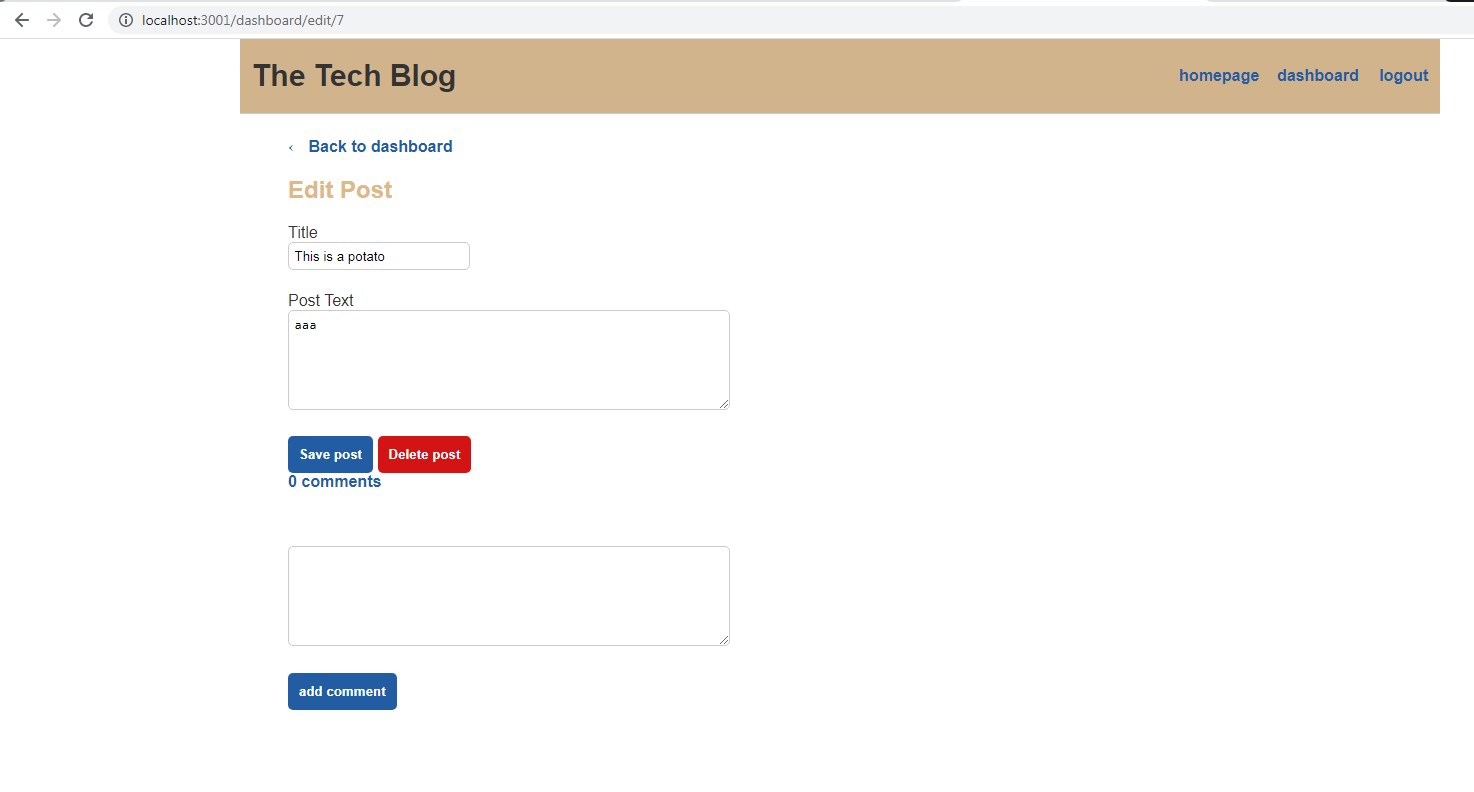 localhost:3001/dashboard/edit/7
The Tech Blog homepage dashboard logout
‹ Back to dashboard
Edit Post
Title
This is a potato
Post Text
aaa
Save post Delete post
0 comments
add comment